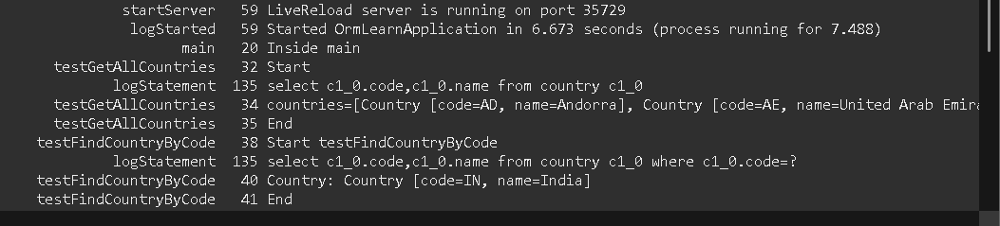 startServer 59 LiveReload server is running on port 35729
logStarted 59 Started OrmLearnApplication in 6.673 seconds (process running for 7.488)
main 20 Inside main
testGetAllCountries 32 Start
logStatement 135 select c1_0.code,c1_0.name from country c1_0
testGetAllCountries 34 countries=[Country [code=AD, name=Andorra], Country [code=AE, name=United Arab Emira
testGetAllCountries 35 End
testFindCountryByCode 38 Start testFindCountryByCode
logStatement 135 select c1_0.code,c1_0.name from country c1_0 where c1_0.code=?
testFindCountryByCode 40 Country: Country [code=IN, name=India]
testFindCountryByCode 41 End